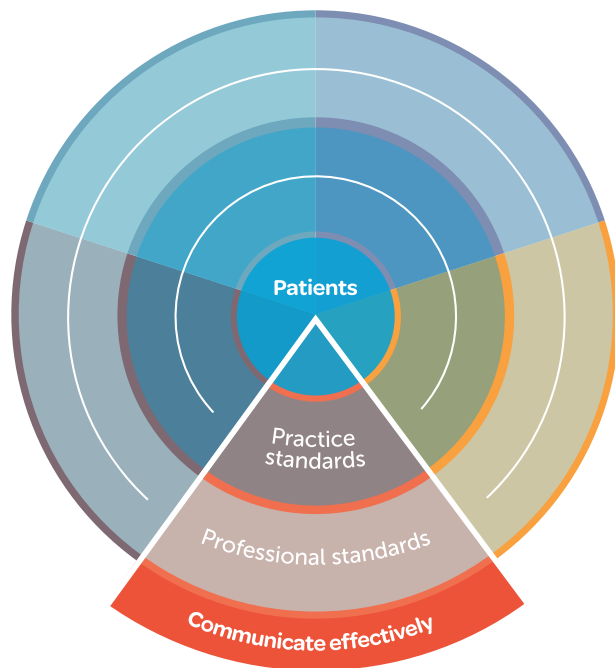 Patients
Practice
standards
Professional standards
Communicate effectively